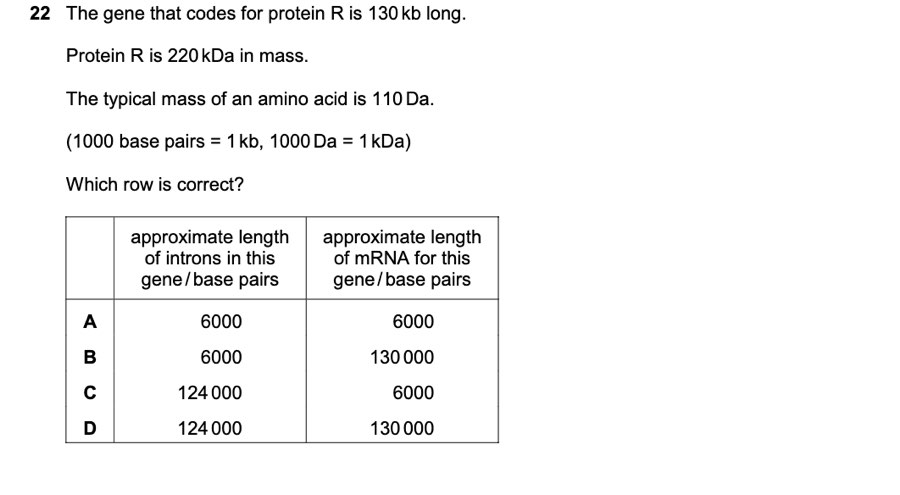 22 The gene that codes for protein R is 130 kb long.
Protein R is 220 kDa in mass.
The typical mass of an amino acid is 110 Da.
(1000 base pairs = 1 kb, 1000 Da = 1 kDa)
Which row is correct?
approximate length of introns in this gene / base pairs	approximate length of mRNA for this gene / base pairs
A	6000	6000
B	6000	130 000
C	124 000	6000
D	124 000	130 000